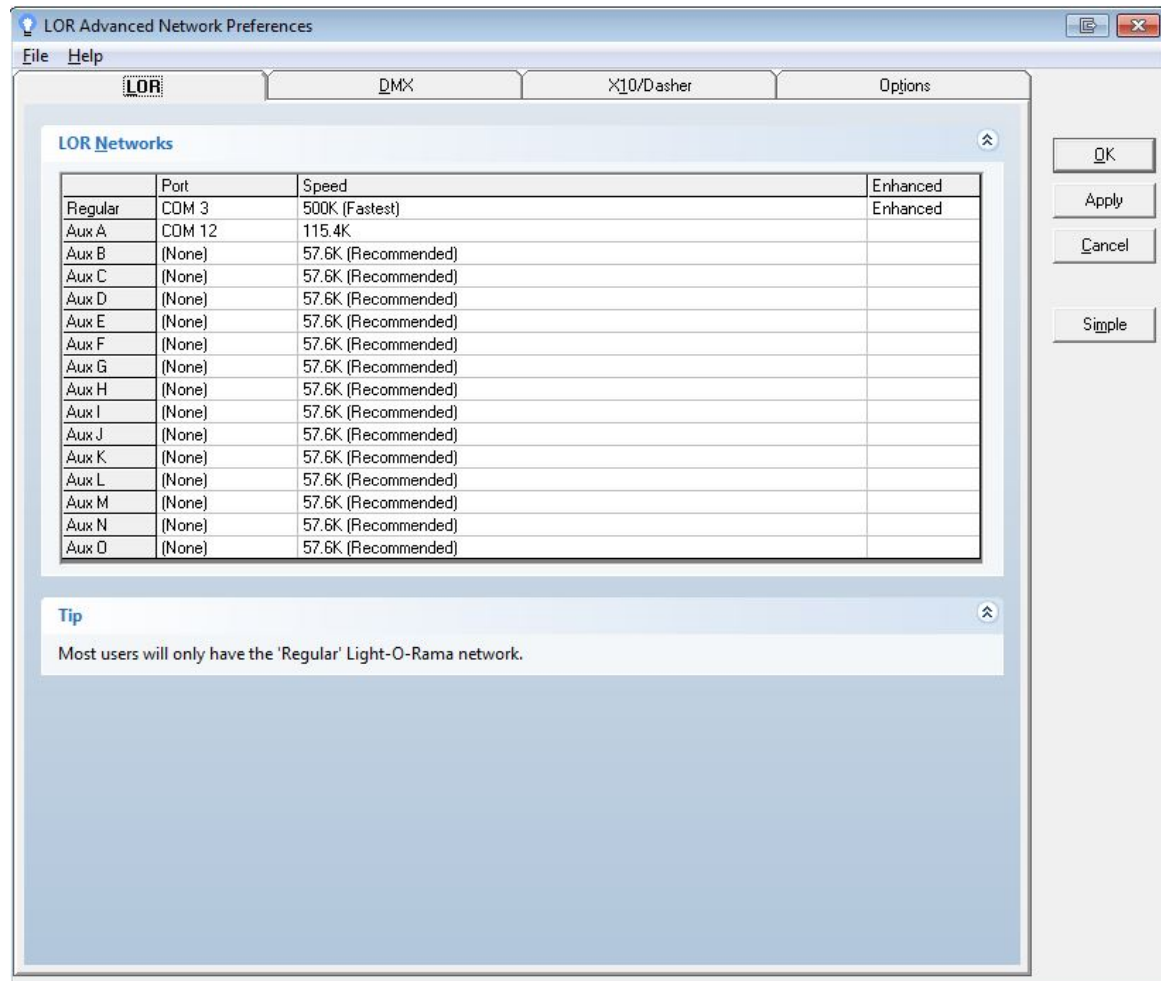 LOR Advanced Network Preferences
File Help
LOR DMX X10/Dasher Options
LOR Networks
Port Speed Enhanced
Regular COM 3 500K (Fastest) Enhanced
Aux A COM 12 115.4K
Aux B (None) 57.6K (Recommended)
Aux C (None) 57.6K (Recommended)
Aux D (None) 57.6K (Recommended)
Aux E (None) 57.6K (Recommended)
Aux F (None) 57.6K (Recommended)
Aux G (None) 57.6K (Recommended)
Aux H (None) 57.6K (Recommended)
Aux I (None) 57.6K (Recommended)
Aux J (None) 57.6K (Recommended)
Aux K (None) 57.6K (Recommended)
Aux L (None) 57.6K (Recommended)
Aux M (None) 57.6K (Recommended)
Aux N (None) 57.6K (Recommended)
Aux O (None) 57.6K (Recommended)
Tip
Most users will only have the 'Regular' Light-O-Rama network.
OK
Apply
Cancel
Simple